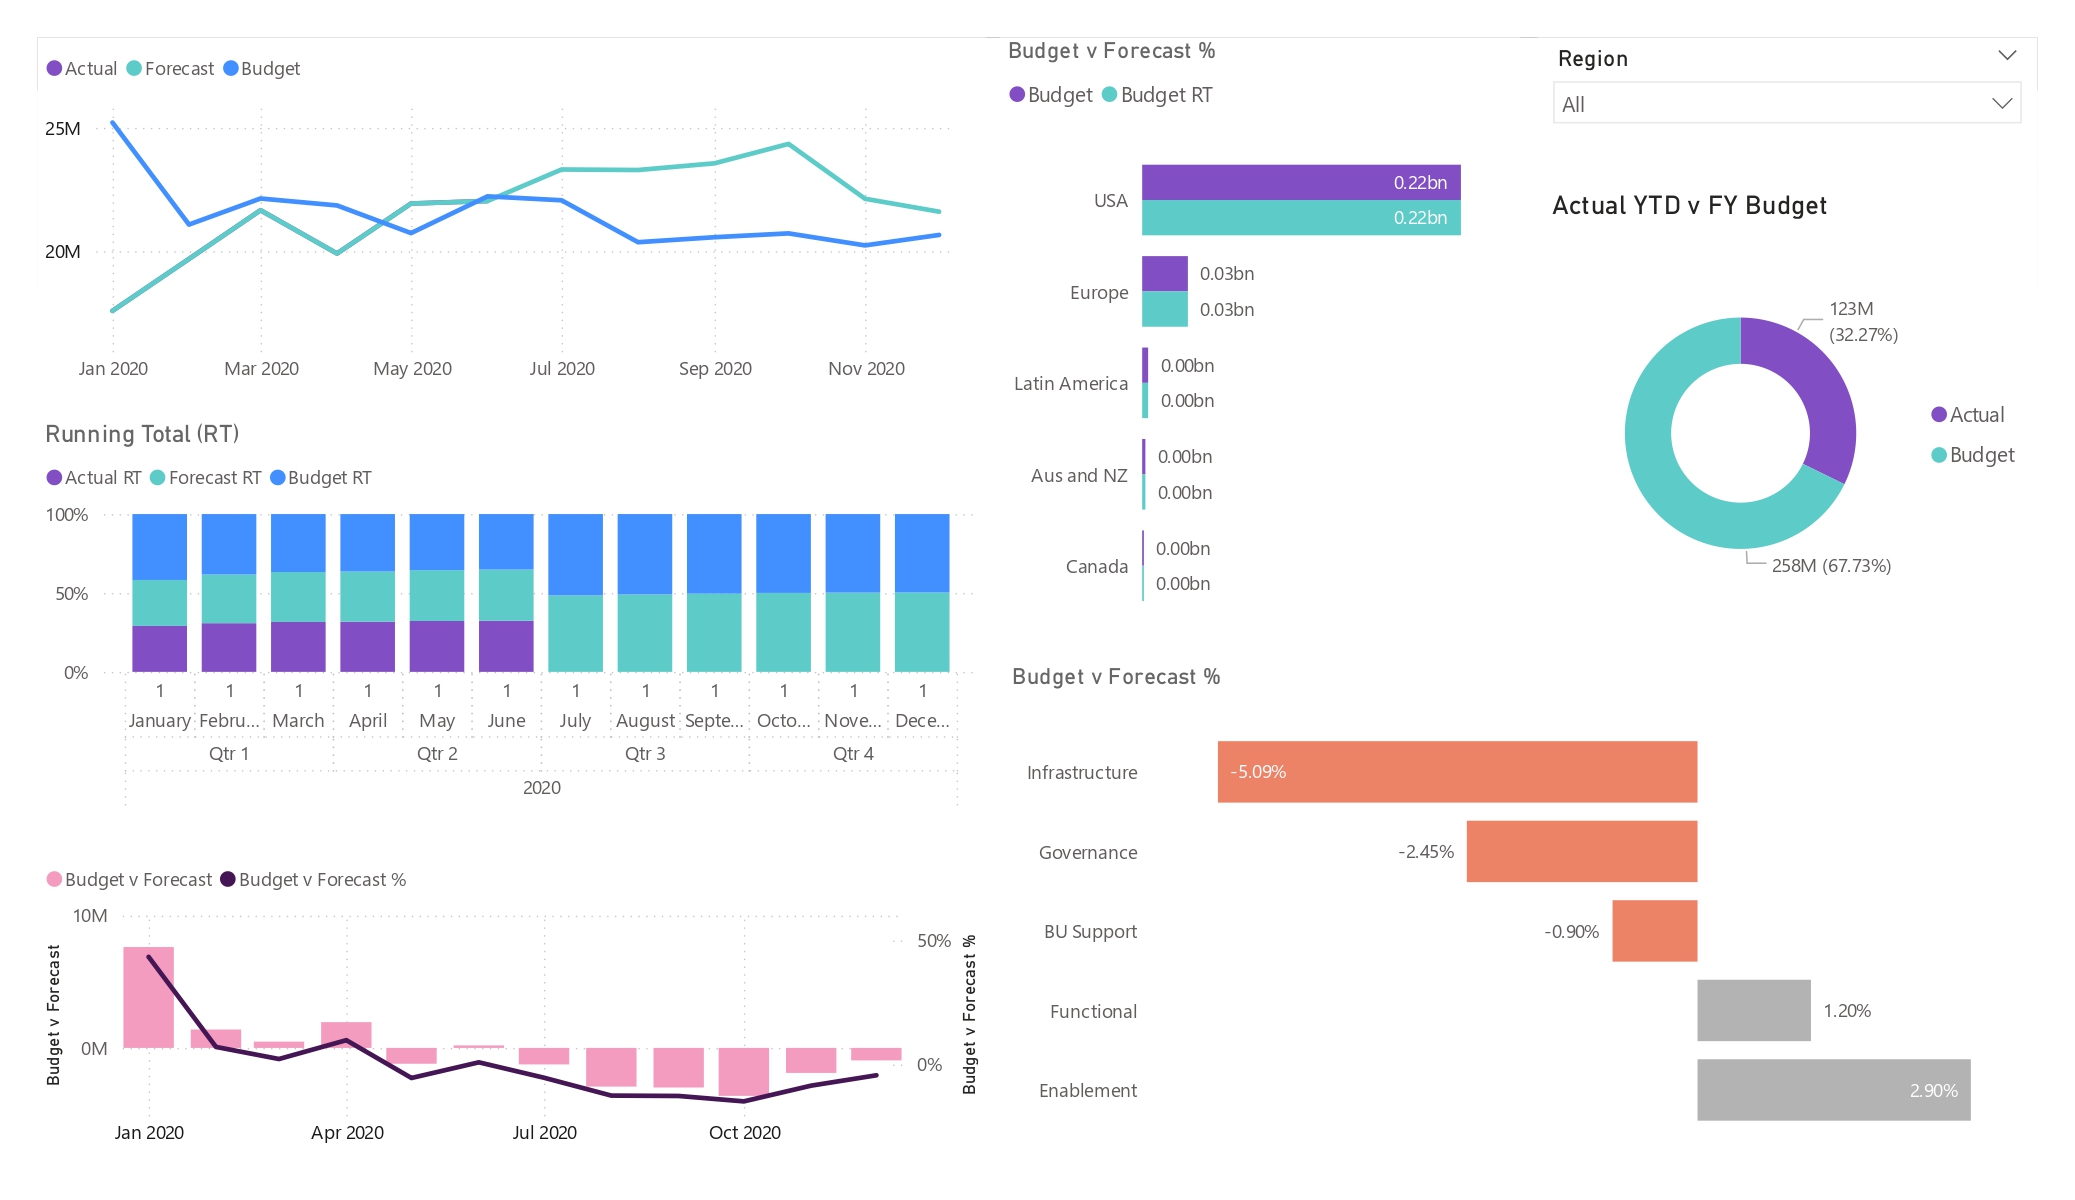 Actual Forecast Budget
25M
20M
Jan 2020 Mar 2020 May 2020 Jul 2020 Sep 2020 Nov 2020
Running Total (RT)
Actual RT Forecast RT Budget RT
100%
50%
0%
1 1 1 1 1 1 1 1 1 1 1 1
January Febru... March April May June July August Septe... Octo... Nove... Dece...
Qtr 1 Qtr 2 Qtr 3 Qtr 4
2020
Budget v Forecast Budget v Forecast %
Budget v Forecast
10M
0M
50%
0%
Budget v Forecast %
Jan 2020 Apr 2020 Jul 2020 Oct 2020
Budget v Forecast %
Budget Budget RT
USA 0.22bn
0.22bn
Europe 0.03bn
0.03bn
Latin America 0.00bn
0.00bn
Aus and NZ 0.00bn
0.00bn
Canada 0.00bn
0.00bn
Region
All
Actual YTD v FY Budget
123M
(32.27%)
258M (67.73%)
Actual
Budget
Budget v Forecast %
Infrastructure -5.09%
Governance -2.45%
BU Support -0.90%
Functional 1.20%
Enablement 2.90%